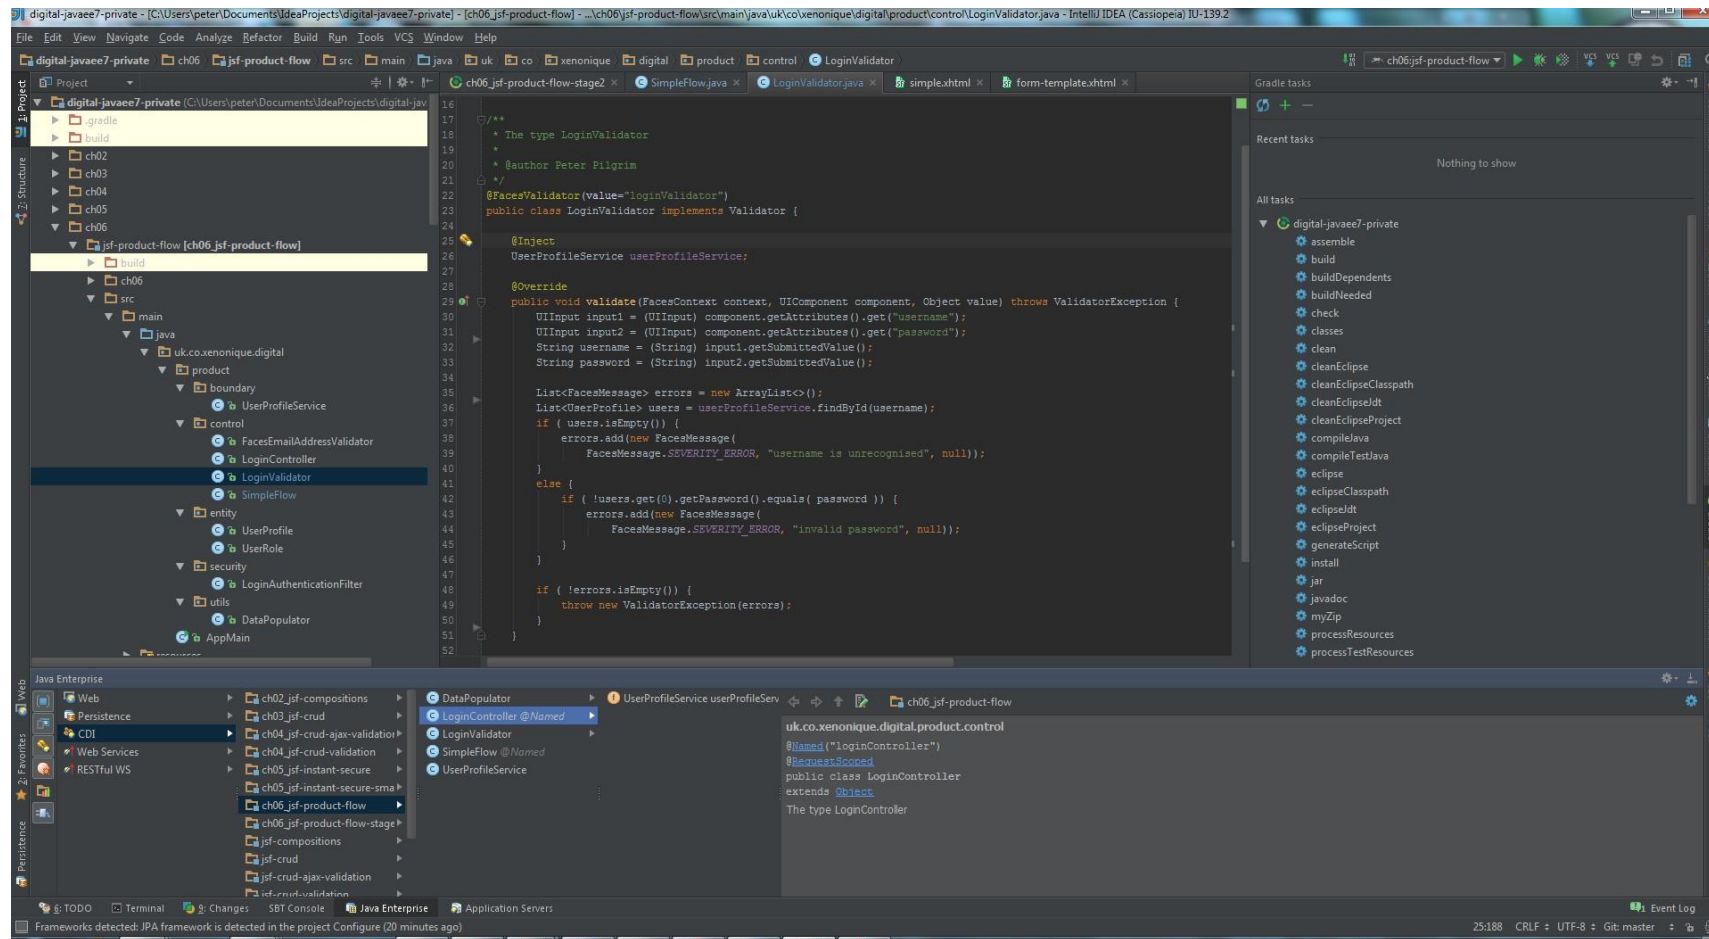 digital-javaee7-private - [C:\Users\peter\Documents\IdeaProjects\digital-javaee7-private] - [ch06_jsf-product-flow] - ...\ch06\jsf-product-flow\src\main\java\uk\co\xenonique\digital\product\control\LoginValidator.java - IntelliJ IDEA (Cassiopeia) IU-139.2
File Edit View Navigate Code Analyze Refactor Build Run Tools VCS Window Help
digital-javaee7-private ch06 jsf-product-flow src main java uk co xenonique digital product control LoginValidator
ch06:jsf-product-flow
VCS VCS
Project
ch06_jsf-product-flow-stage2 SimpleFlow.java LoginValidator.java simple.xhtml form-template.xhtml
Gradle tasks
1: Project
Z: Structure
Web
2: Favorites
Persistence
digital-javaee7-private (C:\Users\peter\Documents\IdeaProjects\digital-jav
.gradle
build
ch02
ch03
ch04
ch05
ch06
jsf-product-flow [ch06_jsf-product-flow]
build
ch06
src
main
java
uk.co.xenonique.digital
product
boundary
UserProfileService
control
FacesEmailAddressValidator
LoginController
LoginValidator
SimpleFlow
entity
UserProfile
UserRole
security
LoginAuthenticationFilter
utils
DataPopulator
AppMain
resources
16
17 /**
18 * The type LoginValidator
19 *
20 * @author Peter Pilgrim
21 */
22 @FacesValidator(value="loginValidator")
23 public class LoginValidator implements Validator {
24
25 @Inject
26 UserProfileService userProfileService;
27
28 @Override
29 public void validate(FacesContext context, UIComponent component, Object value) throws ValidatorException {
30 UIInput input1 = (UIInput) component.getAttributes().get("username");
31 UIInput input2 = (UIInput) component.getAttributes().get("password");
32 String username = (String) input1.getSubmittedValue();
33 String password = (String) input2.getSubmittedValue();
34
35 List<FacesMessage> errors = new ArrayList<>();
36 List<UserProfile> users = userProfileService.findById(username);
37 if ( users.isEmpty()) {
38 errors.add(new FacesMessage(
39 FacesMessage.SEVERITY_ERROR, "username is unrecognised", null));
40 }
41 else {
42 if ( !users.get(0).getPassword().equals( password )) {
43 errors.add(new FacesMessage(
44 FacesMessage.SEVERITY_ERROR, "invalid password", null));
45 }
46 }
47
48 if ( !errors.isEmpty()) {
49 throw new ValidatorException(errors);
50 }
51 }
52
Recent tasks
Nothing to show
All tasks
digital-javaee7-private
assemble
build
buildDependents
buildNeeded
check
classes
clean
cleanEclipse
cleanEclipseClasspath
cleanEclipseJdt
cleanEclipseProject
compileJava
compileTestJava
eclipse
eclipseClasspath
eclipseJdt
eclipseProject
generateScript
install
jar
javadoc
myZip
processResources
processTestResources
Java Enterprise
Web
Persistence
CDI
Web Services
RESTful WS
ch02_jsf-compositions
ch03_jsf-crud
ch04_jsf-crud-ajax-validation
ch04_jsf-crud-validation
ch05_jsf-instant-secure
ch05_jsf-instant-secure-sma
ch06_jsf-product-flow
ch06_jsf-product-flow-stage
jsf-compositions
jsf-crud
jsf-crud-ajax-validation
jsf-crud-validation
DataPopulator
LoginController @Named
LoginValidator
SimpleFlow @Named
UserProfileService
UserProfileService userProfileServ
ch06_jsf-product-flow
uk.co.xenonique.digital.product.control
@Named("loginController")
@RequestScoped
public class LoginController
extends Object
The type LoginController
6: TODO Terminal 9: Changes SBT Console Java Enterprise Application Servers
1 Event Log
Frameworks detected: JPA framework is detected in the project Configure (20 minutes ago)
25:188 CRLF UTF-8 Git: master